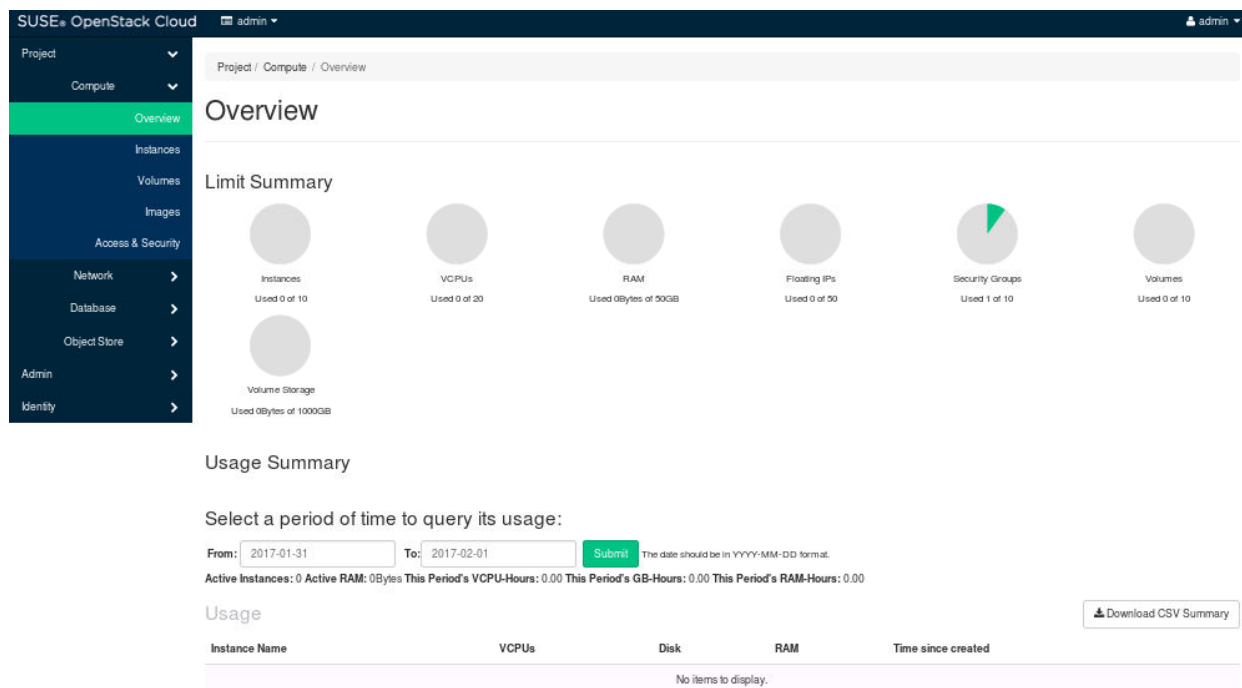 SUSE® OpenStack Cloud admin admin
Project
Compute
Overview
Instances
Volumes
Images
Access & Security
Network
Database
Object Store
Admin
Identity
Project / Compute / Overview
Overview
Limit Summary
Instances
Used 0 of 10
VCPUs
Used 0 of 20
RAM
Used 0Bytes of 50GB
Floating IPs
Used 0 of 50
Security Groups
Used 1 of 10
Volumes
Used 0 of 10
Volume Storage
Used 0Bytes of 1000GB
Usage Summary
Select a period of time to query its usage:
From: 2017-01-31 To: 2017-02-01 Submit The date should be in YYYY-MM-DD format.
Active Instances: 0 Active RAM: 0Bytes This Period's VCPU-Hours: 0.00 This Period's GB-Hours: 0.00 This Period's RAM-Hours: 0.00
Usage Download CSV Summary
Instance Name VCPUs Disk RAM Time since created
No items to display.